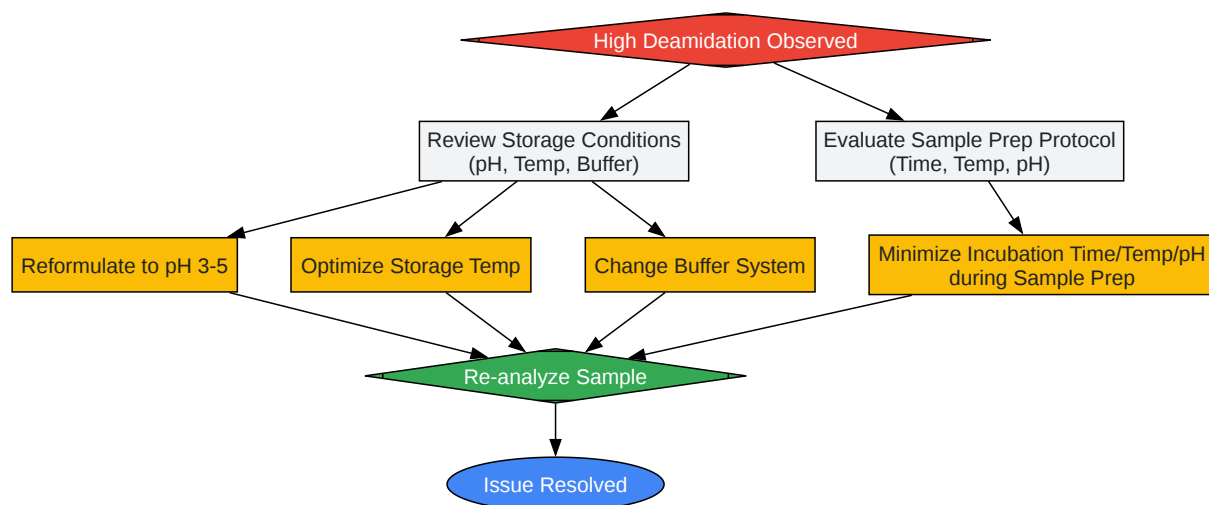 High Deamidation Observed
Review Storage Conditions
(pH, Temp, Buffer)
Evaluate Sample Prep Protocol
(Time, Temp, pH)
Reformulate to pH 3-5
Optimize Storage Temp
Change Buffer System
Minimize Incubation Time/Temp/pH
during Sample Prep
Re-analyze Sample
Issue Resolved